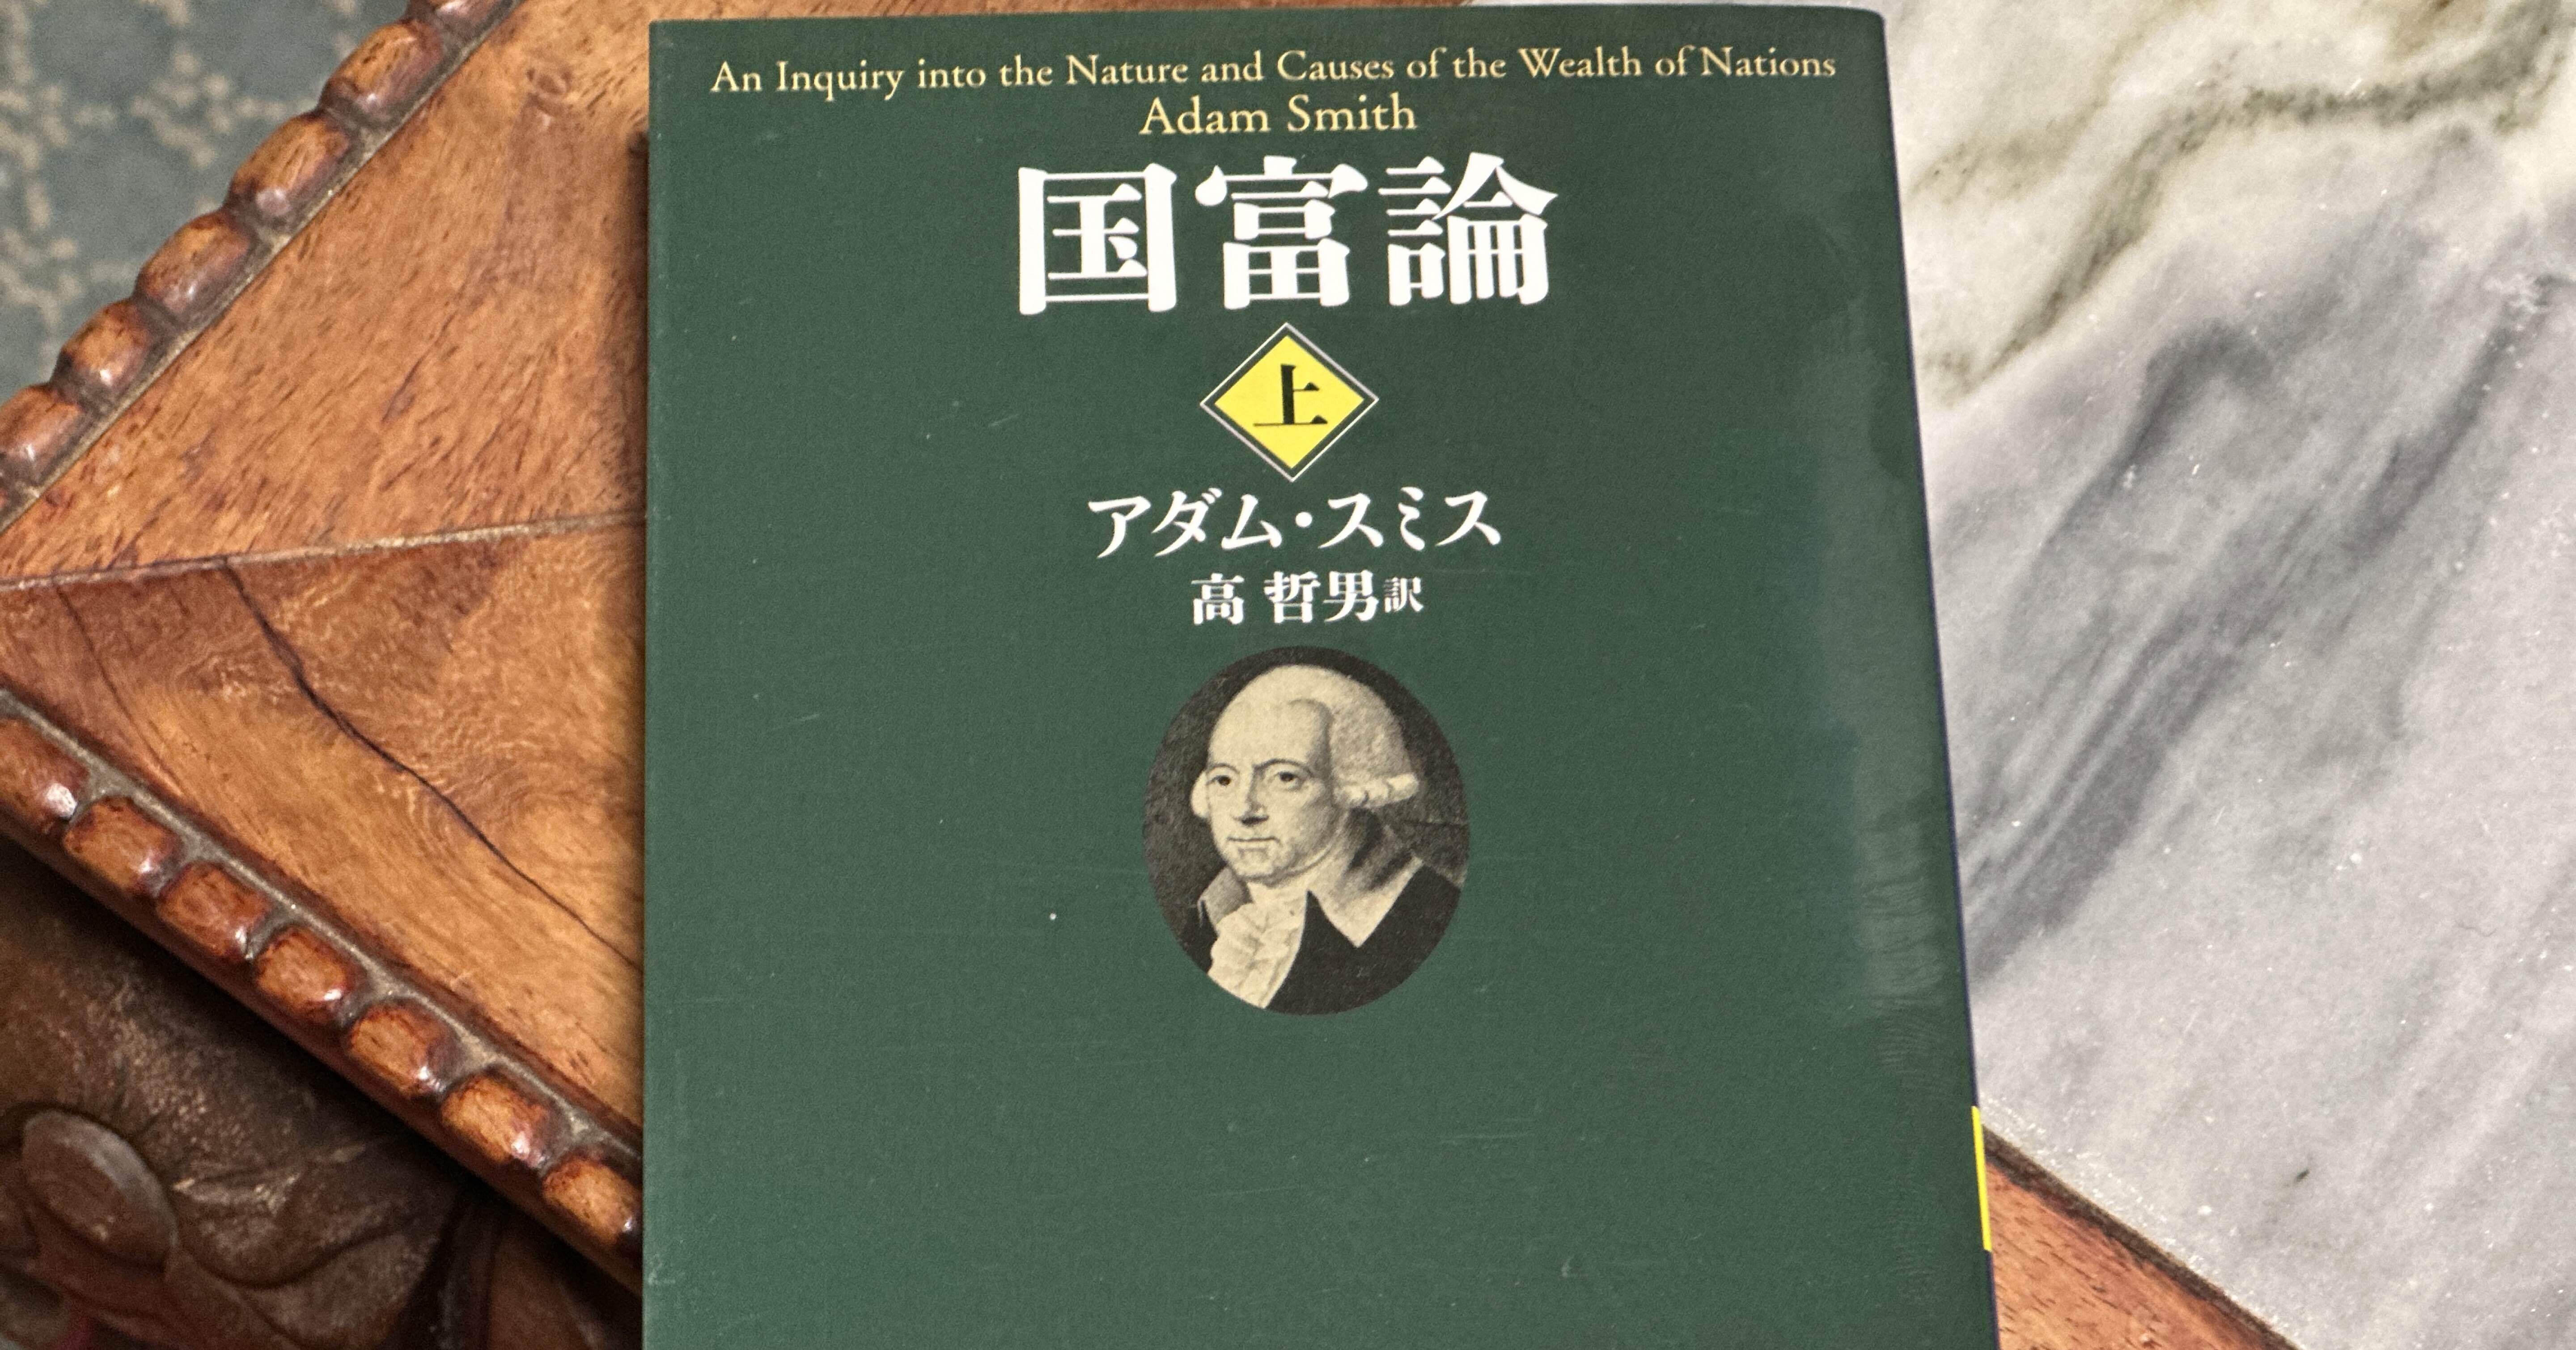 An Inquiry into the Nature and Causes of the Wealth of Nations
Adam Smith
国富論
上
アダム・スミス
高 哲男訳